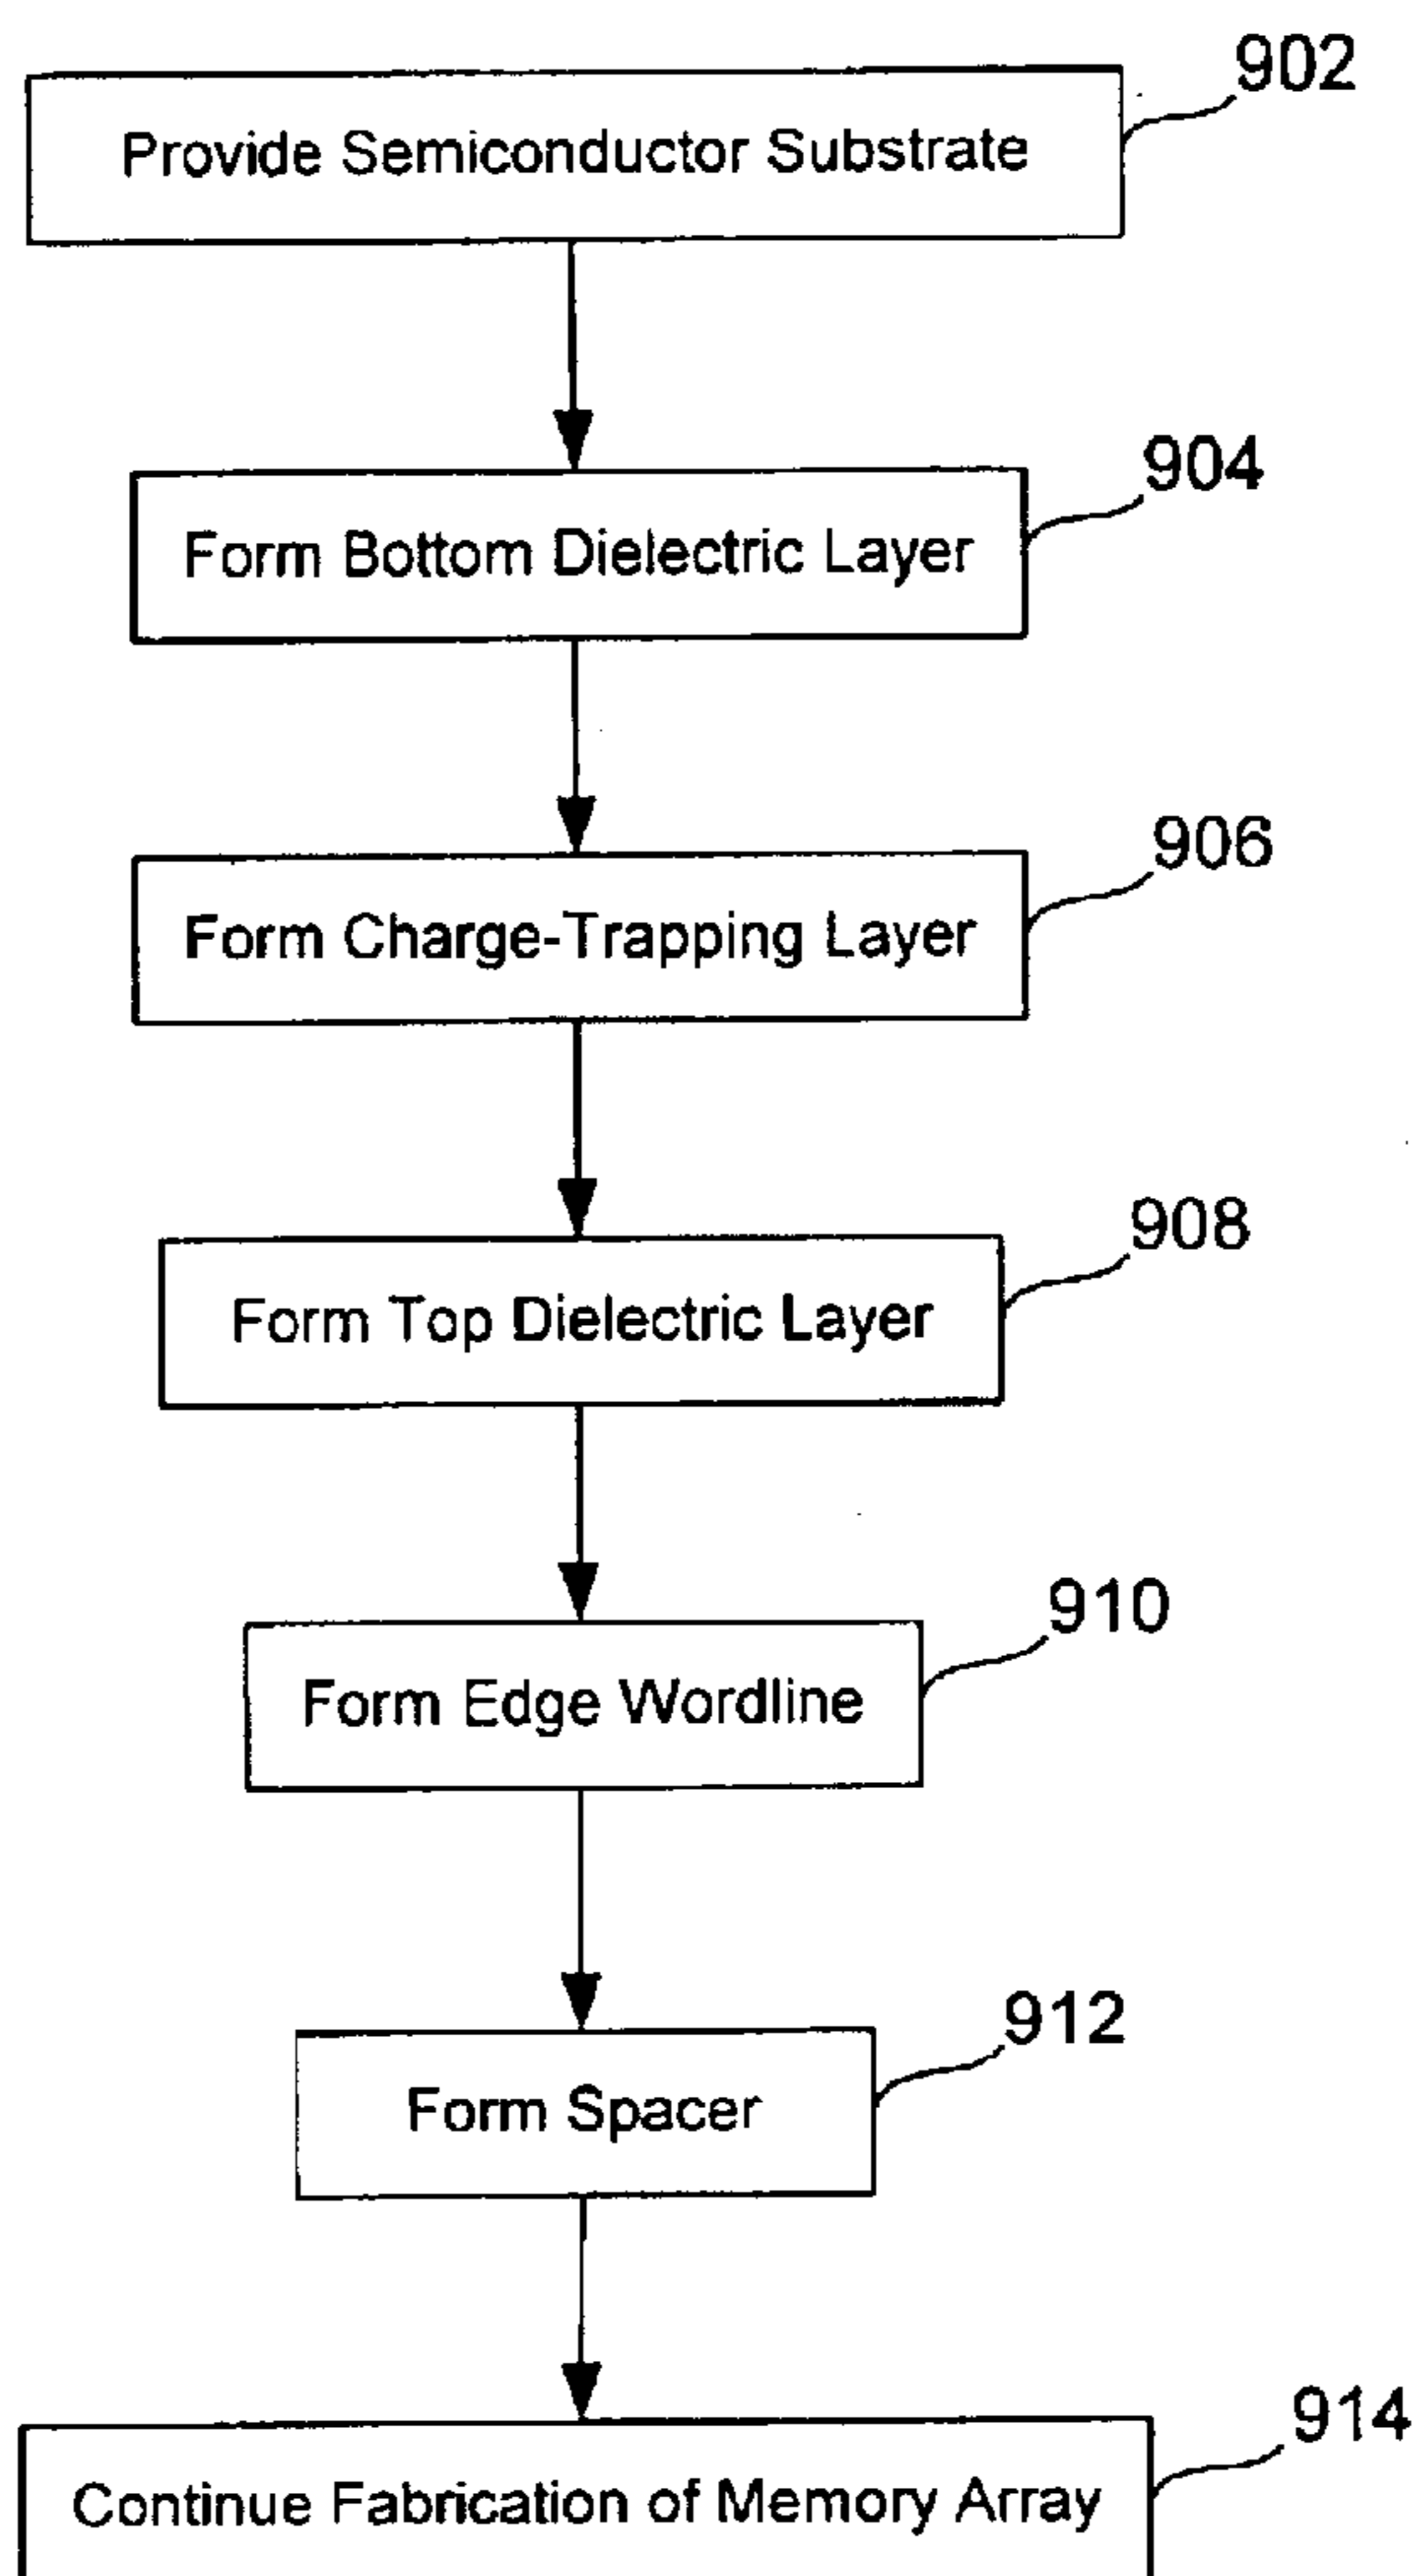 902
Provide Semiconductor Substrate
904
Form Bottom Dielectric Layer
906
Form Charge-Trapping Layer
908
Form Top Dielectric Layer
910
Form Edge Wordline
912
Form Spacer
914
Continue Fabrication of Memory Array